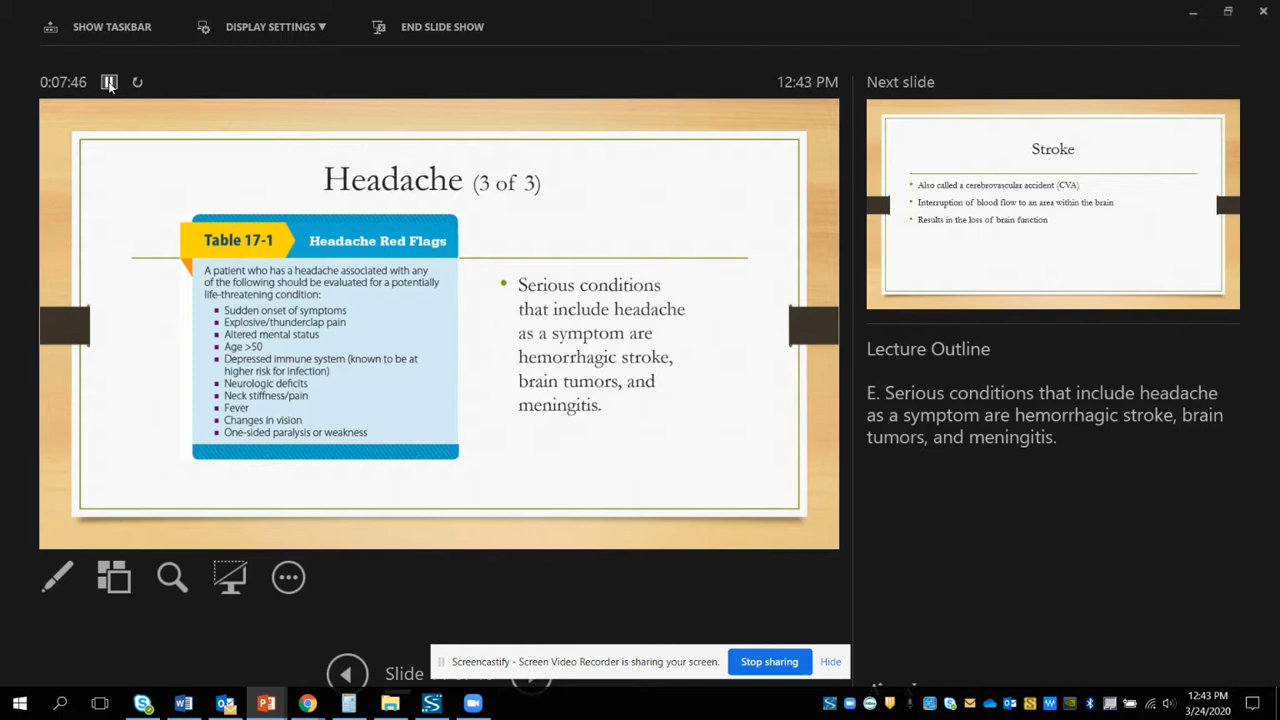 SHOW TASKBAR
DISPLAY SETTINGS ▼
END SLIDE SHOW
0:07:46
12:43 PM
Headache (3 of 3)
Table 17-1
Headache Red Flags
A patient who has a headache associated with any
of the following should be evaluated for a potentially
life-threatening condition:
▪ Sudden onset of symptoms
▪ Explosive/thunderclap pain
▪ Altered mental status
▪ Age >50
▪ Depressed immune system (known to be at
higher risk for infection)
▪ Neurologic deficits
▪ Neck stiffness/pain
▪ Fever
▪ Changes in vision
▪ One-sided paralysis or weakness
• Serious conditions
that include headache
as a symptom are
hemorrhagic stroke,
brain tumors, and
meningitis.
Next slide
Stroke
• Also called a cerebrovascular accident (CVA)
• Interruption of blood flow to an area within the brain
• Results in the loss of brain function
Lecture Outline
E. Serious conditions that include headache
as a symptom are hemorrhagic stroke, brain
tumors, and meningitis.
Slide
Screencastify - Screen Video Recorder is sharing your screen.
Stop sharing
Hide
12:43 PM
3/24/2020